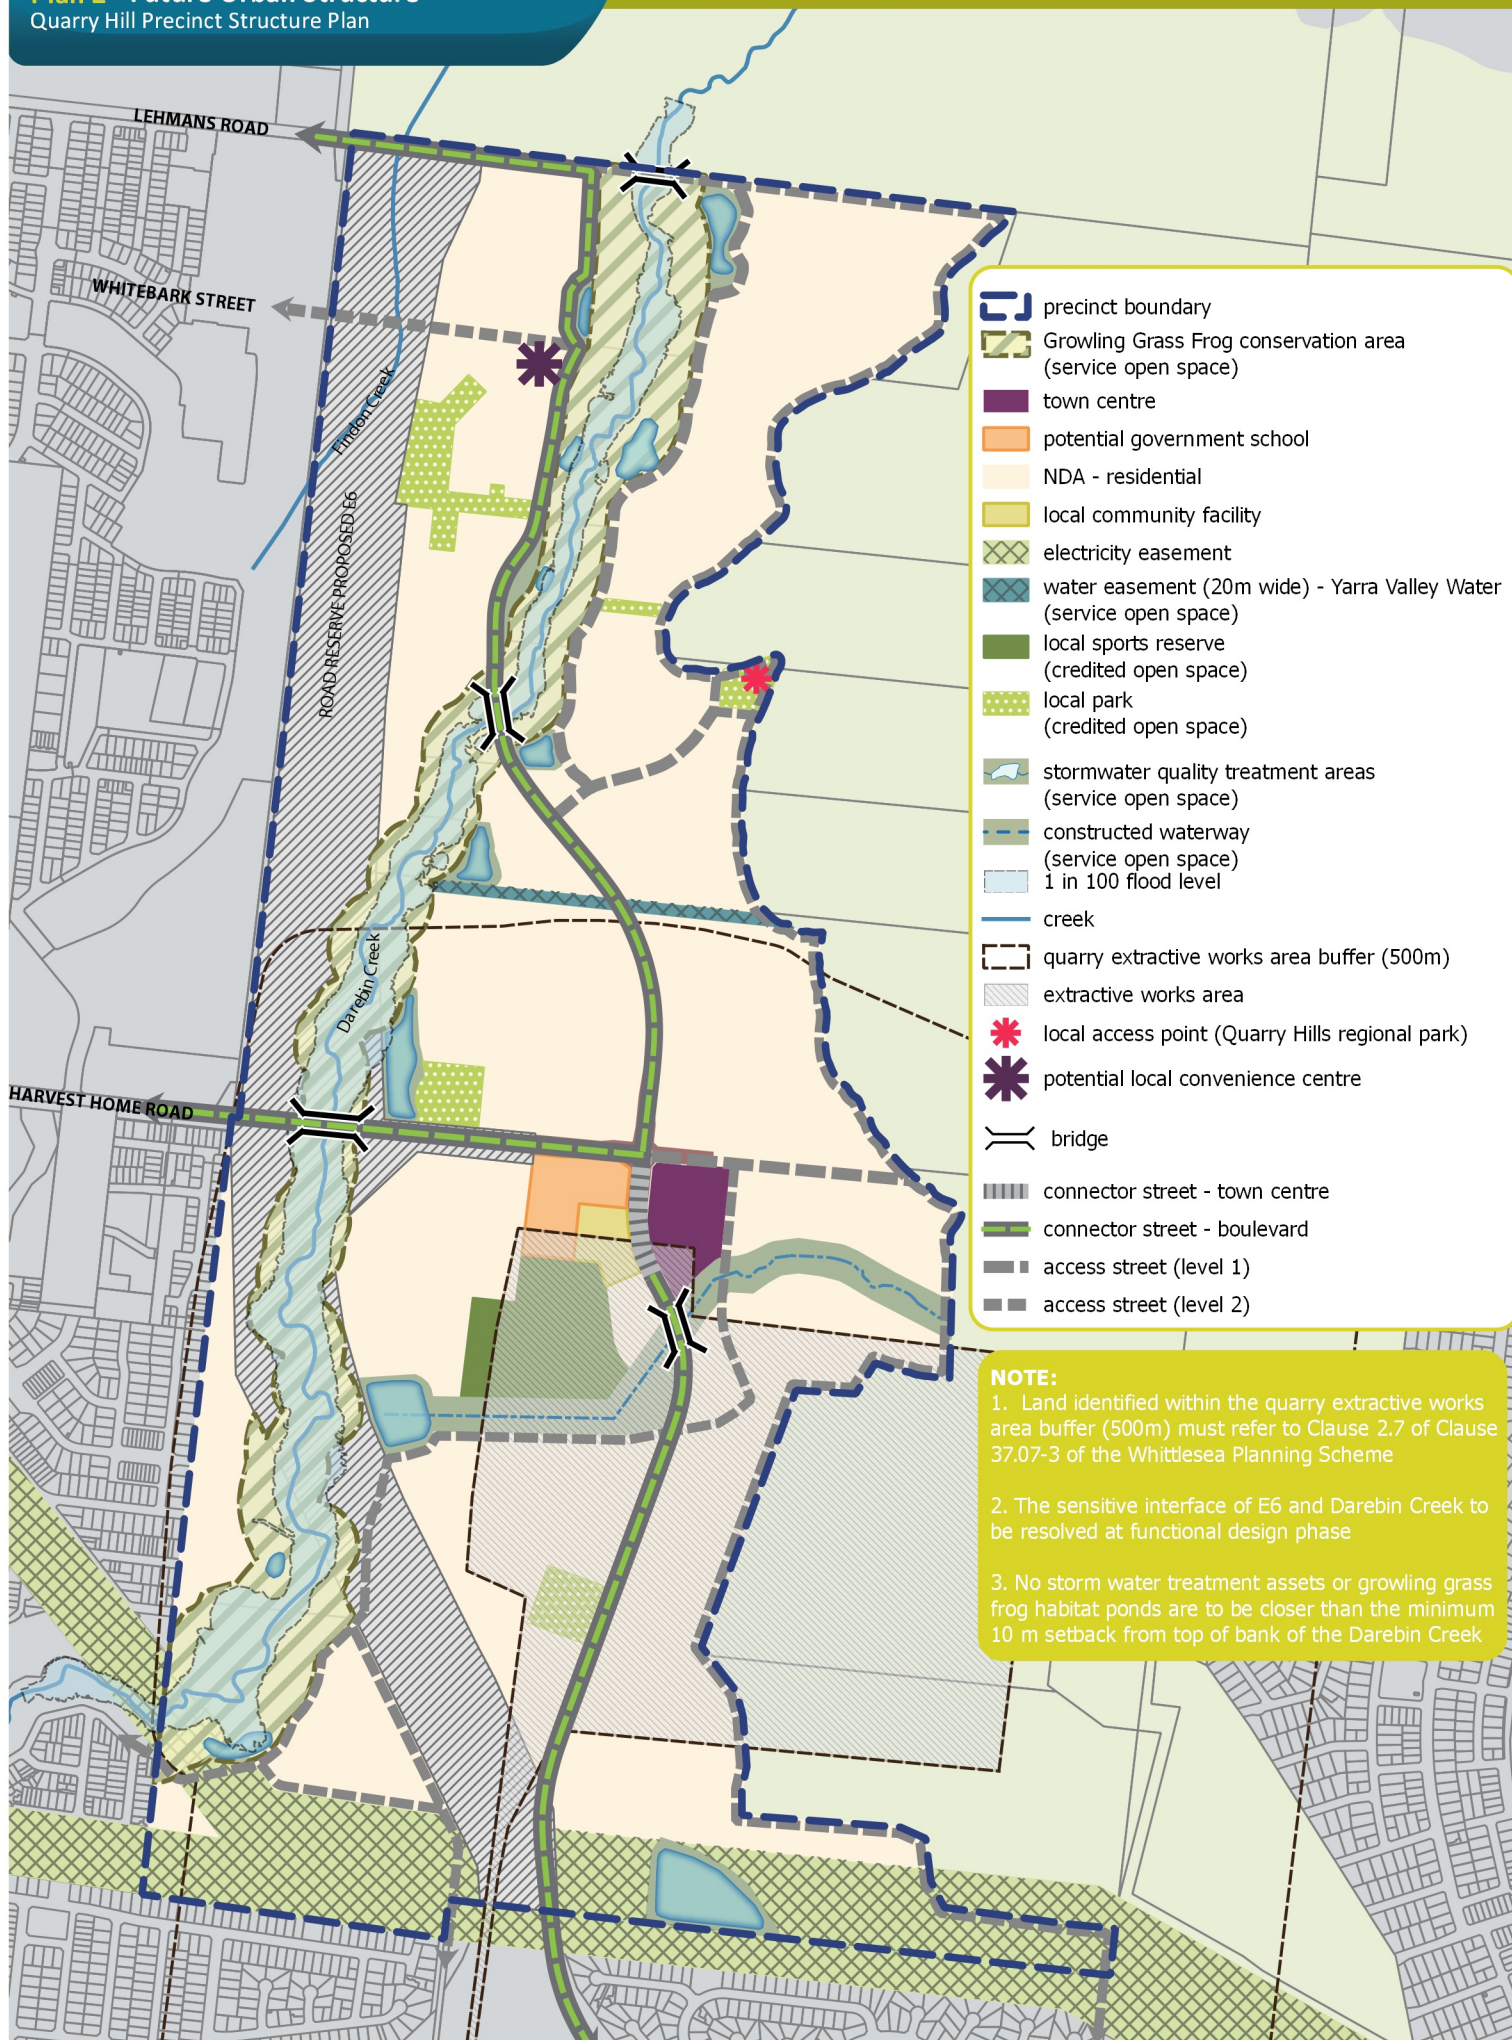 Plan 2 - Future Urban Structure
Quarry Hill Precinct Structure Plan
LEHMANS ROAD
WHITEBARK STREET
Findon Creek
ROAD RESERVE PROPOSED E6
Darebin Creek
HARVEST HOME ROAD
precinct boundary
Growling Grass Frog conservation area
(service open space)
town centre
potential government school
NDA - residential
local community facility
electricity easement
water easement (20m wide) - Yarra Valley Water
(service open space)
local sports reserve
(credited open space)
local park
(credited open space)
stormwater quality treatment areas
(service open space)
constructed waterway
(service open space)
1 in 100 flood level
creek
quarry extractive works area buffer (500m)
extractive works area
local access point (Quarry Hills regional park)
potential local convenience centre
bridge
connector street - town centre
connector street - boulevard
access street (level 1)
access street (level 2)
NOTE:
1. Land identified within the quarry extractive works
area buffer (500m) must refer to Clause 2.7 of Clause
37.07-3 of the Whittlesea Planning Scheme
2. The sensitive interface of E6 and Darebin Creek to
be resolved at functional design phase
3. No storm water treatment assets or growling grass
frog habitat ponds are to be closer than the minimum
10 m setback from top of bank of the Darebin Creek